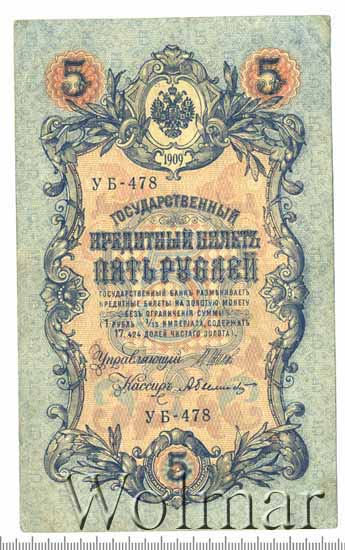 5 5
1909
УБ-478
ГОСУДАРСТВЕННЫЙ
КРЕДИТНЫЙ БИЛЕТЪ
ПЯТЬ РУБЛЕЙ
ГОСУДАРСТВЕННЫЙ БАНКЪ РАЗМѢНИВАЕТЪ
КРЕДИТНЫЕ БИЛЕТЫ НА ЗОЛОТУЮ МОНЕТУ
БЕЗЪ ОГРАНИЧЕНІЯ СУММЫ
(1 РУБЛЬ = 1/15 ИМПЕРІАЛА, СОДЕРЖИТЪ
17,424 ДОЛЕЙ ЧИСТАГО ЗОЛОТА).
Управляющій
Кассиръ
УБ-478
5
Wolmar